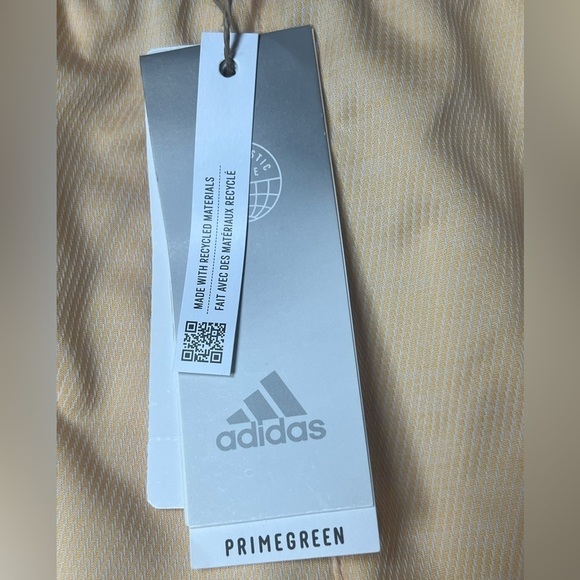 MADE WITH RECYCLED MATERIALS
FAIT AVEC DES MATÉRIAUX RECYCLÉ
adidas
PRIMEGREEN